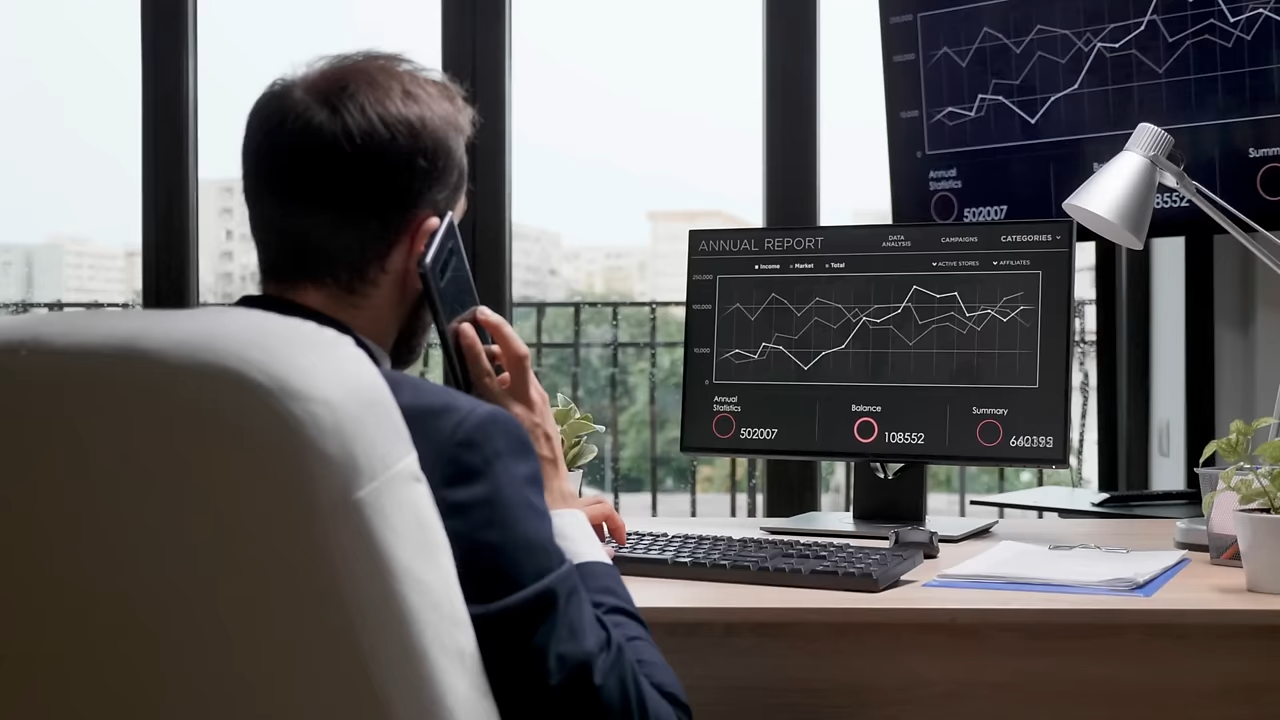 Annual
Statistics
502007
8552
Summ
ANNUAL REPORT
DATA
ANALYSIS
CAMPAIGNS
CATEGORIES
Income Market Total
ACTIVE STORES AFFILIATES
250,000
100,000
10,000
0
Annual
Statistics
502007
Balance
108552
Summary